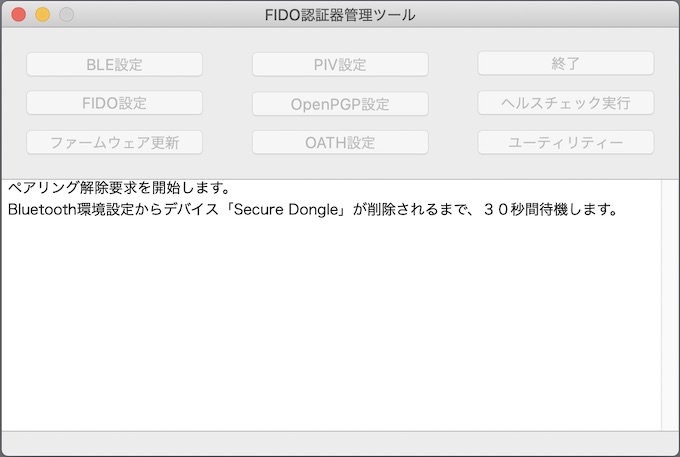 FIDO認証器管理ツール
BLE設定
PIV設定
終了
FIDO設定
OpenPGP設定
ヘルスチェック実行
ファームウェア更新
OATH設定
ユーティリティー
ペアリング解除要求を開始します。
Bluetooth環境設定からデバイス「Secure Dongle」が削除されるまで、３０秒間待機します。